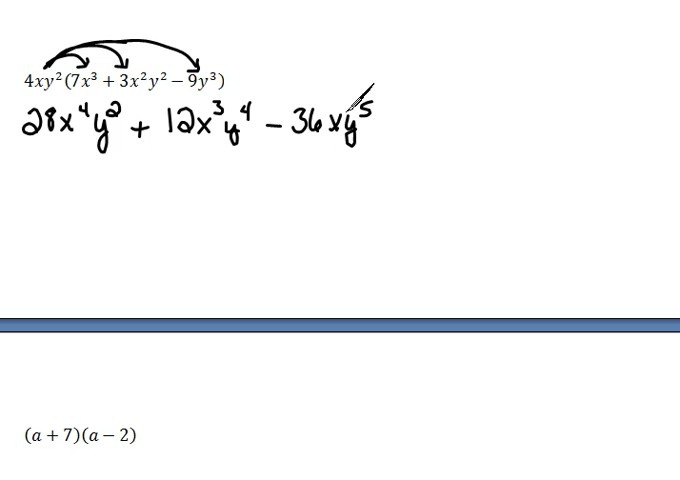 4xy²(7x³ + 3x²y² − 9y³)
28x⁴y² + 12x³y⁴ − 36xy⁵
(a + 7)(a − 2)